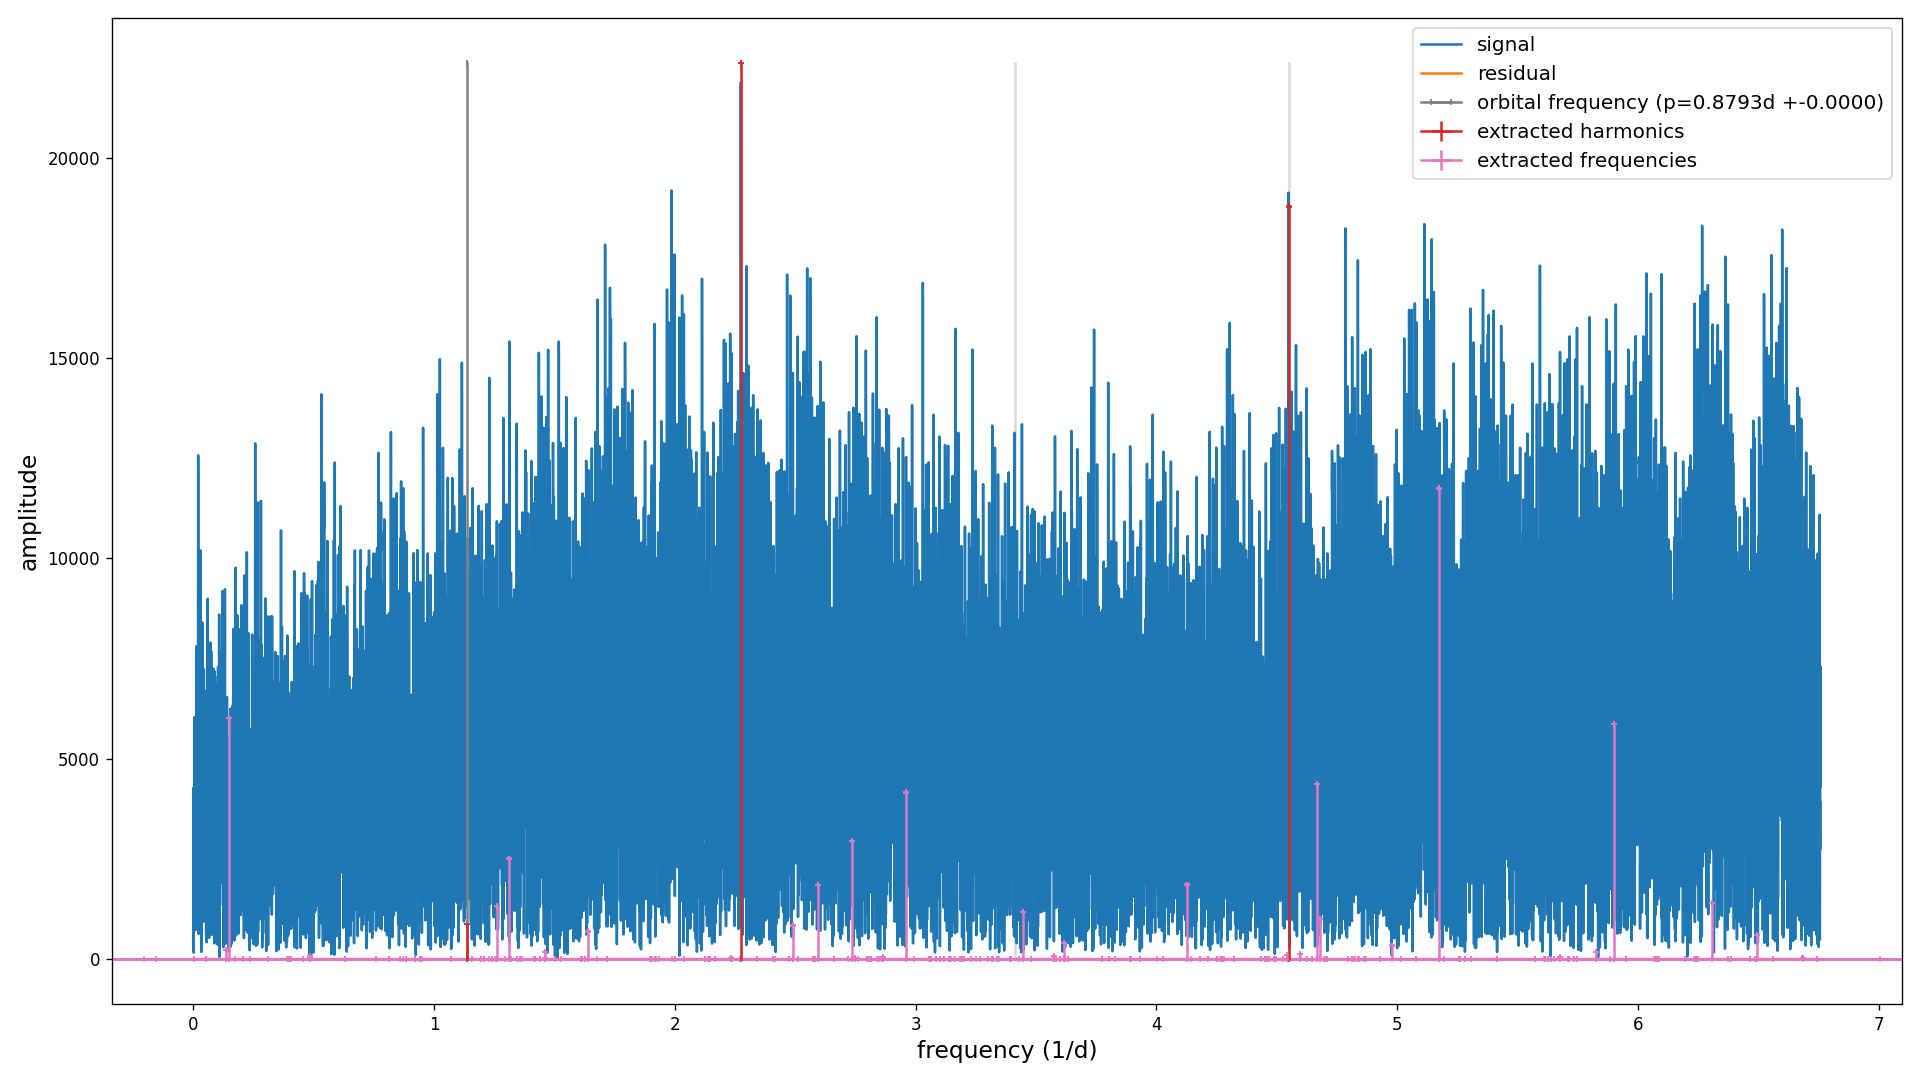 signal
residual
orbital frequency (p=0.8793d +-0.0000)
extracted harmonics
extracted frequencies
amplitude
20000
15000
10000
5000
0
0 1 2 3 4 5 6 7
frequency (1/d)